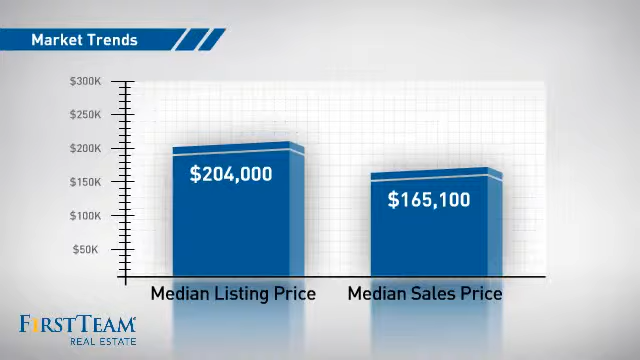 Market Trends
$300K
$250K
$200K
$150K
$100K
$50K
$204,000
$165,100
Median Listing Price
Median Sales Price
FIRSTTEAM®
REAL ESTATE